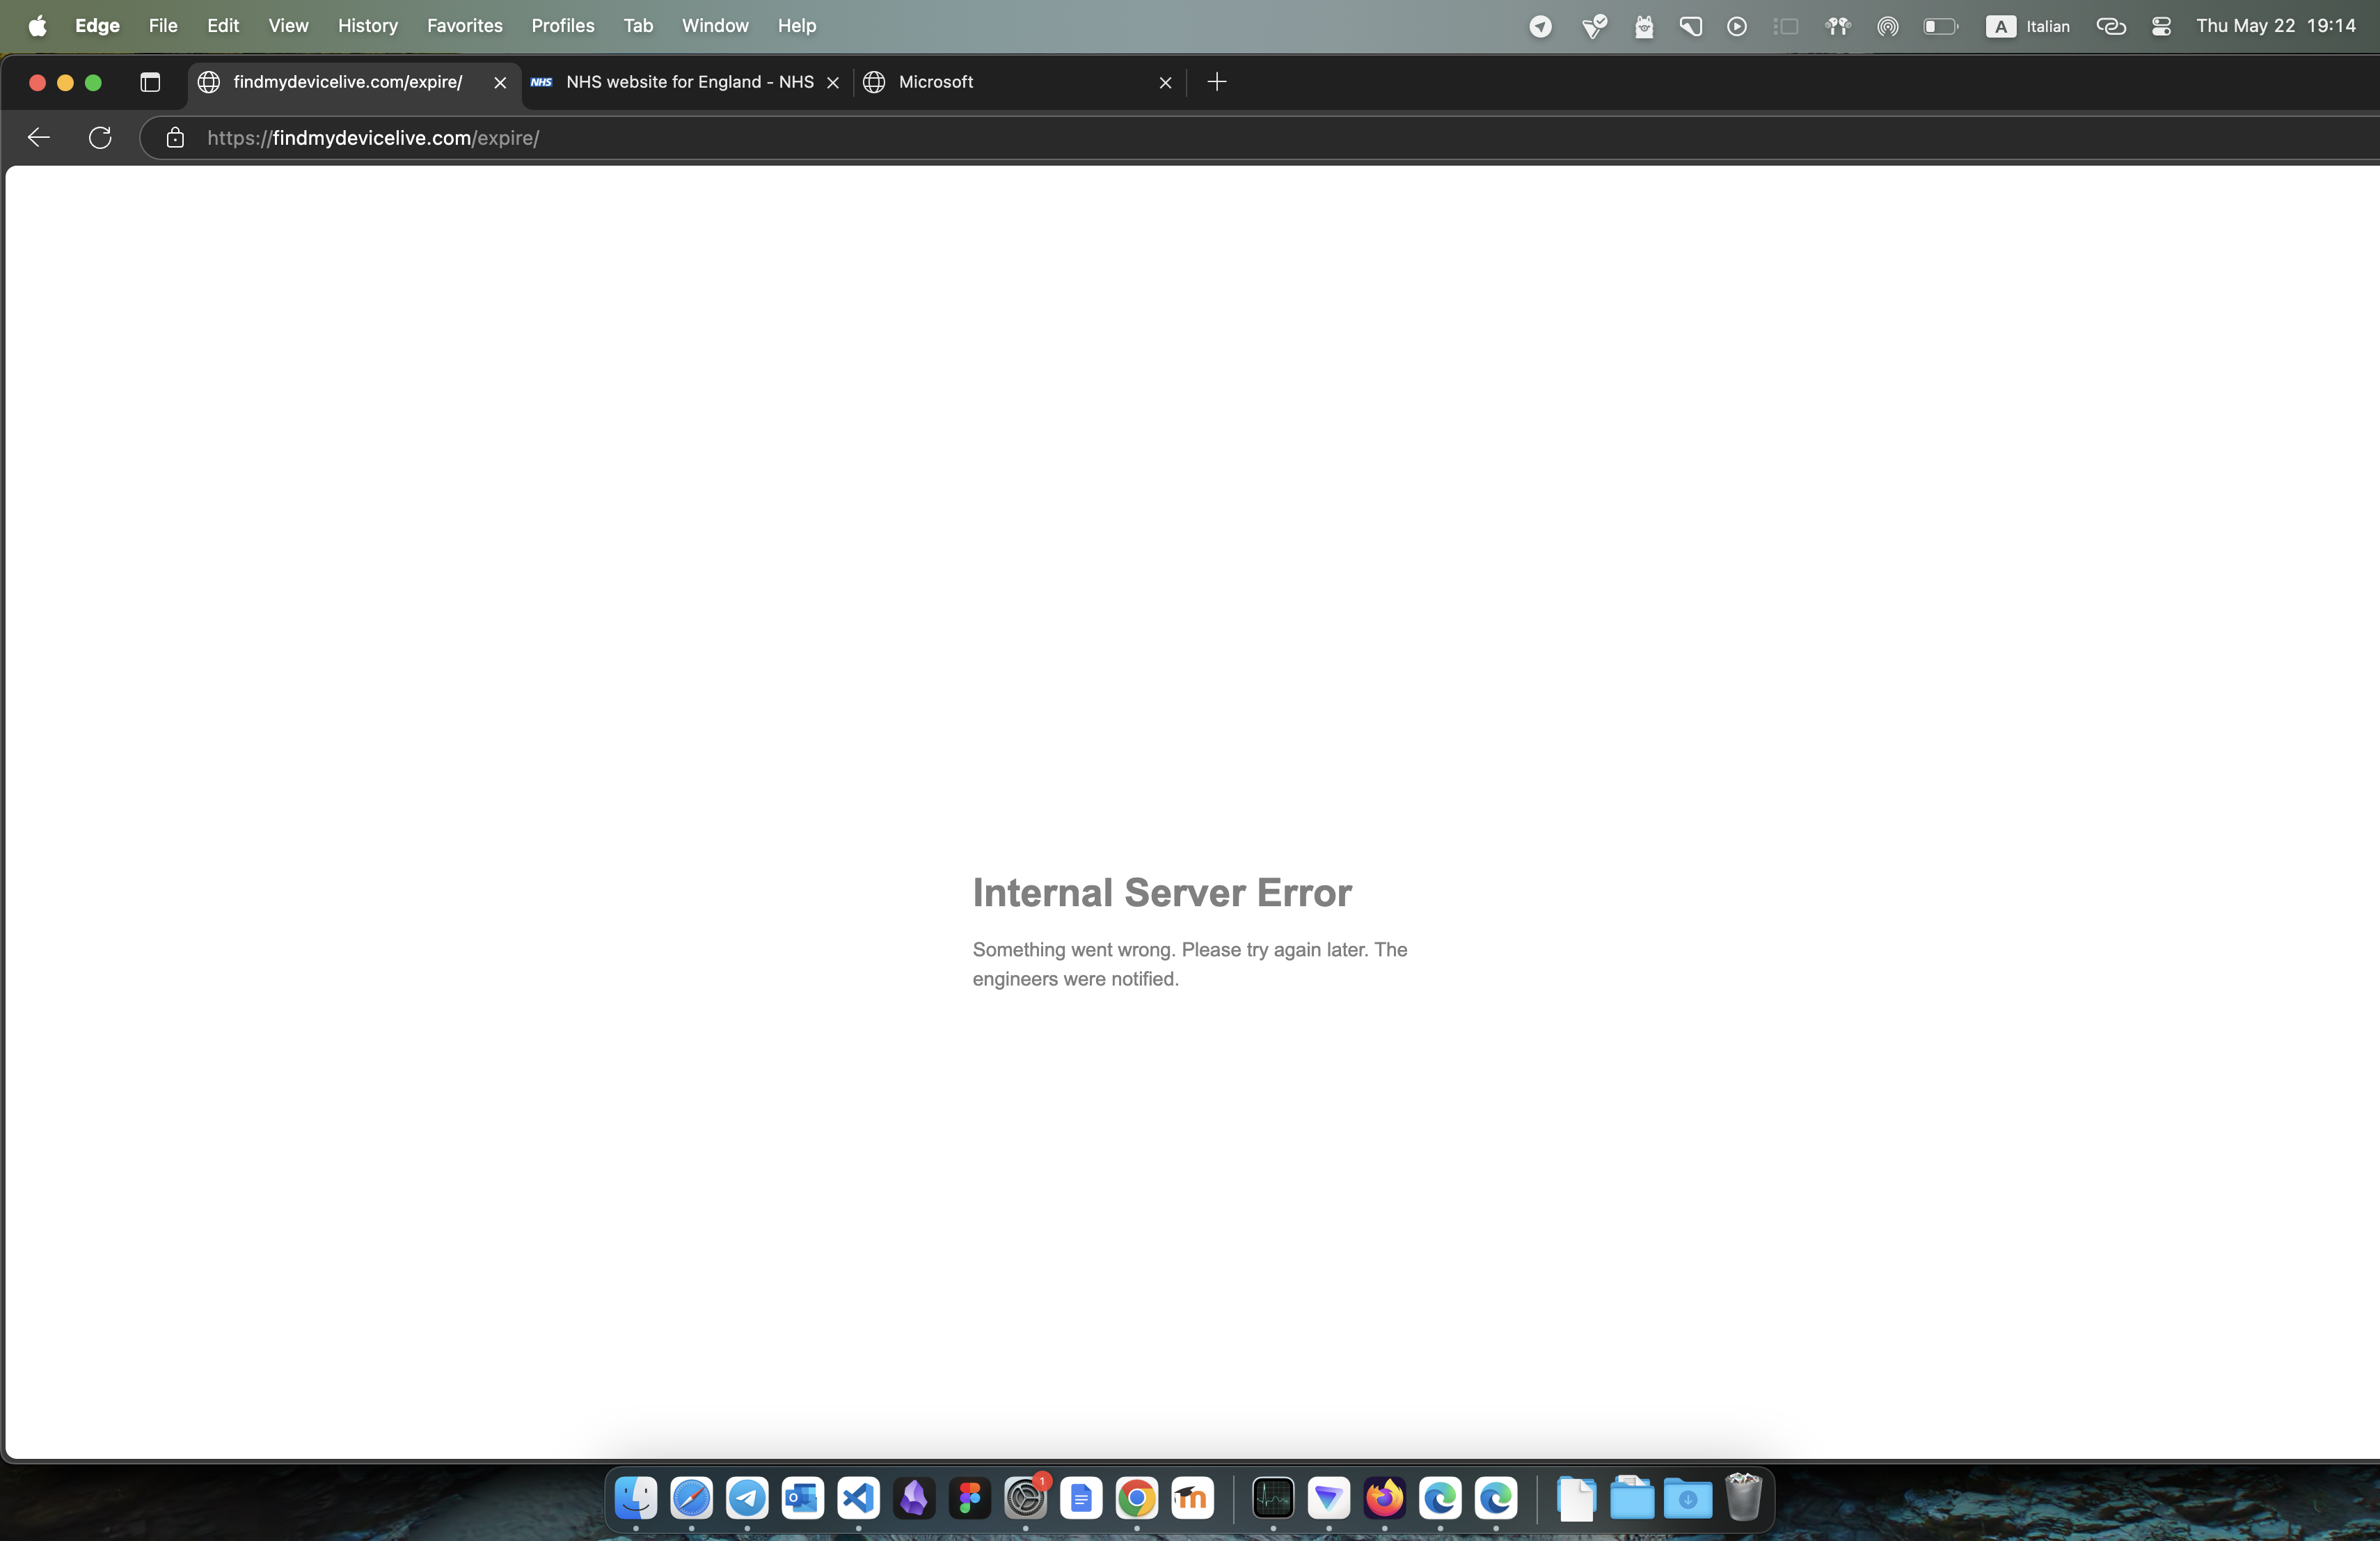 Edge File Edit View History Favorites Profiles Tab Window Help A Italian Thu May 22 19:14
findmydevicelive.com/expire/ NHS NHS website for England - NHS Microsoft
https://findmydevicelive.com/expire/
Internal Server Error
Something went wrong. Please try again later. The
engineers were notified.
1